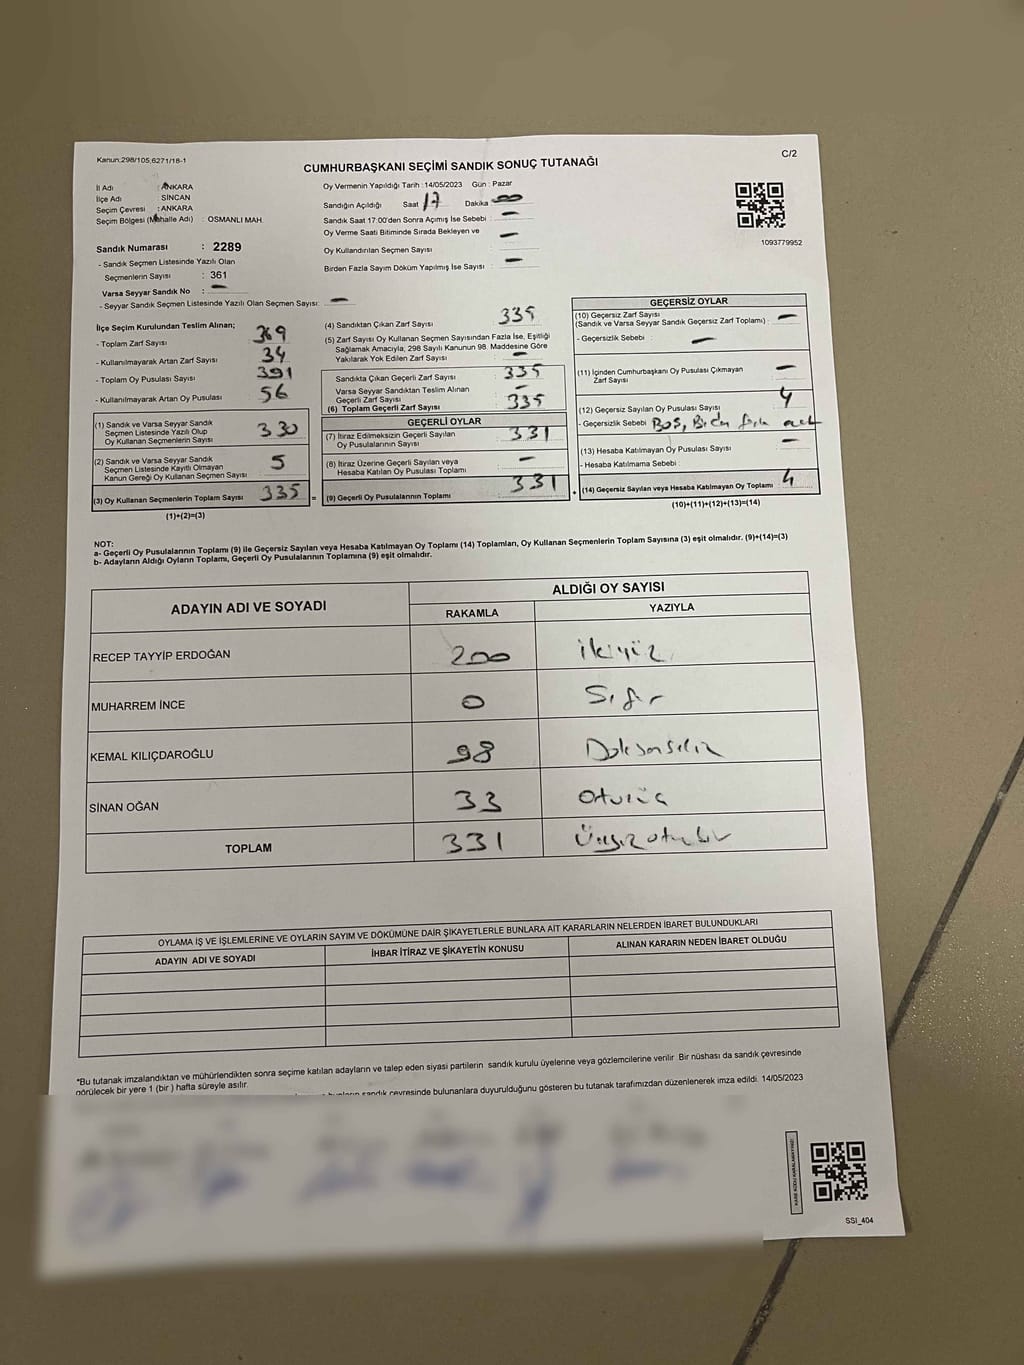 Kanun:298/105;6271/18-1
C/2
CUMHURBAŞKANI SEÇİMİ SANDIK SONUÇ TUTANAĞI
İl Adı : ANKARA
İlçe Adı : SİNCAN
Seçim Çevresi : ANKARA
Seçim Bölgesi (Mahalle Adı) : OSMANLI MAH.
Sandık Numarası : 2289
- Sandık Seçmen Listesinde Yazılı Olan
Seçmenlerin Sayısı : 361
Varsa Seyyar Sandık No : -
- Seyyar Sandık Seçmen Listesinde Yazılı Olan Seçmen Sayısı: -
Oy Vermenin Yapıldığı Tarih :14/05/2023 Gün : Pazar
Sandığın Açıldığı Saat 17 Dakika 00
Sandık Saat 17:00'den Sonra Açımış İse Sebebi : -
Oy Verme Saati Bitiminde Sırada Bekleyen ve -
Oy Kullandırılan Seçmen Sayısı
Birden Fazla Sayım Döküm Yapılmış İse Sayısı : -
1093779952
İlçe Seçim Kurulundan Teslim Alınan;
- Toplam Zarf Sayısı 369
- Kullanılmayarak Artan Zarf Sayısı 34
- Toplam Oy Pusulası Sayısı 391
- Kullanılmayarak Artan Oy Pusulası 56
(1) Sandık ve Varsa Seyyar Sandık
Seçmen Listesinde Yazılı Olup
Oy Kullanan Seçmenlerin Sayısı 330
(2) Sandık ve Varsa Seyyar Sandık
Seçmen Listesinde Kayıtlı Olmayan
Kanun Gereği Oy Kullanan Seçmen Sayısı 5
(3) Oy Kullanan Seçmenlerin Toplam Sayısı 335 =
(1)+(2)=(3)
(4) Sandıktan Çıkan Zarf Sayısı 335
(5) Zarf Sayısı Oy Kullanan Seçmen Sayısından Fazla İse, Eşitliği
Sağlamak Amacıyla, 298 Sayılı Kanunun 98. Maddesine Göre
Yakılarak Yok Edilen Zarf Sayısı -
Sandıkta Çıkan Geçerli Zarf Sayısı 335
Varsa Seyyar Sandıktan Teslim Alınan
Geçerli Zarf Sayısı -
(6) Toplam Geçerli Zarf Sayısı 335
GEÇERLİ OYLAR
(7) İtiraz Edilmeksizin Geçerli Sayılan
Oy Pusulalarının Sayısı 331
(8) İtiraz Üzerine Geçerli Sayılan veya
Hesaba Katılan Oy Pusulası Toplamı -
(9) Geçerli Oy Pusulalarının Toplamı 331 +
GEÇERSİZ OYLAR
(10) Geçersiz Zarf Sayısı
(Sandık ve Varsa Seyyar Sandık Geçersiz Zarf Toplamı) : -
- Geçersizlik Sebebi : -
(11) İçinden Cumhurbaşkanı Oy Pusulası Çıkmayan
Zarf Sayısı -
(12) Geçersiz Sayılan Oy Pusulası Sayısı 4
- Geçersizlik Sebebi : Boş, Birden fazla
(13) Hesaba Katılmayan Oy Pusulası Sayısı -
- Hesaba Katılmama Sebebi :
(14) Geçersiz Sayılan veya Hesaba Katılmayan Oy Toplamı : 4
(10)+(11)+(12)+(13)=(14)
NOT:
a- Geçerli Oy Pusulalarının Toplamı (9) ile Geçersiz Sayılan veya Hesaba Katılmayan Oy Toplamı (14) Toplamları, Oy Kullanan Seçmenlerin Toplam Sayısına (3) eşit olmalıdır. (9)+(14)=(3)
b- Adayların Aldığı Oyların Toplamı, Geçerli Oy Pusulalarının Toplamına (9) eşit olmalıdır.
ADAYIN ADI VE SOYADI
ALDIĞI OY SAYISI
RAKAMLA YAZIYLA
RECEP TAYYİP ERDOĞAN 200 ikiyüz
MUHARREM İNCE 0 Sıfır
KEMAL KILIÇDAROĞLU 98 Doksansekiz
SİNAN OĞAN 33 Otuzüç
TOPLAM 331 Üçyüzotuzbir
OYLAMA İŞ VE İŞLEMLERİNE VE OYLARIN SAYIM VE DÖKÜMÜNE DAİR ŞİKAYETLERLE BUNLARA AİT KARARLARIN NELERDEN İBARET BULUNDUKLARI
ADAYIN ADI VE SOYADI İHBAR İTİRAZ VE ŞİKAYETİN KONUSU ALINAN KARARIN NEDEN İBARET OLDUĞU
*Bu tutanak imzalandıktan ve mühürlendikten sonra seçime katılan adayların ve talep eden siyasi partilerin sandık kurulu üyelerine veya gözlemcilerine verilir. Bir nüshası da sandık çevresinde
görülecek bir yere 1 (bir ) hafta süreyle asılır.
sandık çevresinde bulunanlara duyurulduğunu gösteren bu tutanak tarafımızdan düzenlenerek imza edildi. 14/05/2023
KARE KODU KARALAMAYINIZ!
SSI_404